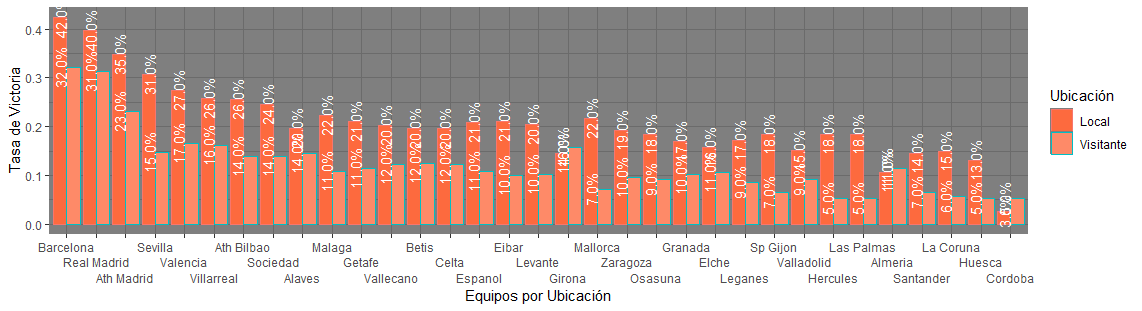 Tasa de Victoria
0.4
0.3
0.2
0.1
0.0
42.0%
32.0%
40.0%
31.0%
35.0%
23.0%
31.0%
15.0%
27.0%
17.0%
26.0%
16.0%
26.0%
14.0%
24.0%
14.0%
22.0%
11.0%
21.0%
11.0%
20.0%
12.0%
20.0%
12.0%
20.0%
12.0%
21.0%
11.0%
21.0%
10.0%
20.0%
10.0%
22.0%
7.0%
19.0%
10.0%
18.0%
9.0%
17.0%
10.0%
16.0%
11.0%
17.0%
9.0%
18.0%
7.0%
15.0%
9.0%
18.0%
5.0%
18.0%
5.0%
14.0%
7.0%
15.0%
6.0%
13.0%
5.0%
Barcelona
Real Madrid
Ath Madrid
Sevilla
Valencia
Villarreal
Ath Bilbao
Sociedad
Alaves
Malaga
Getafe
Vallecano
Betis
Celta
Espanol
Eibar
Levante
Girona
Mallorca
Zaragoza
Osasuna
Granada
Elche
Leganes
Sp Gijon
Valladolid
Hercules
Las Palmas
Almeria
Santander
La Coruna
Huesca
Cordoba
Equipos por Ubicación
Ubicación
Local
Visitante